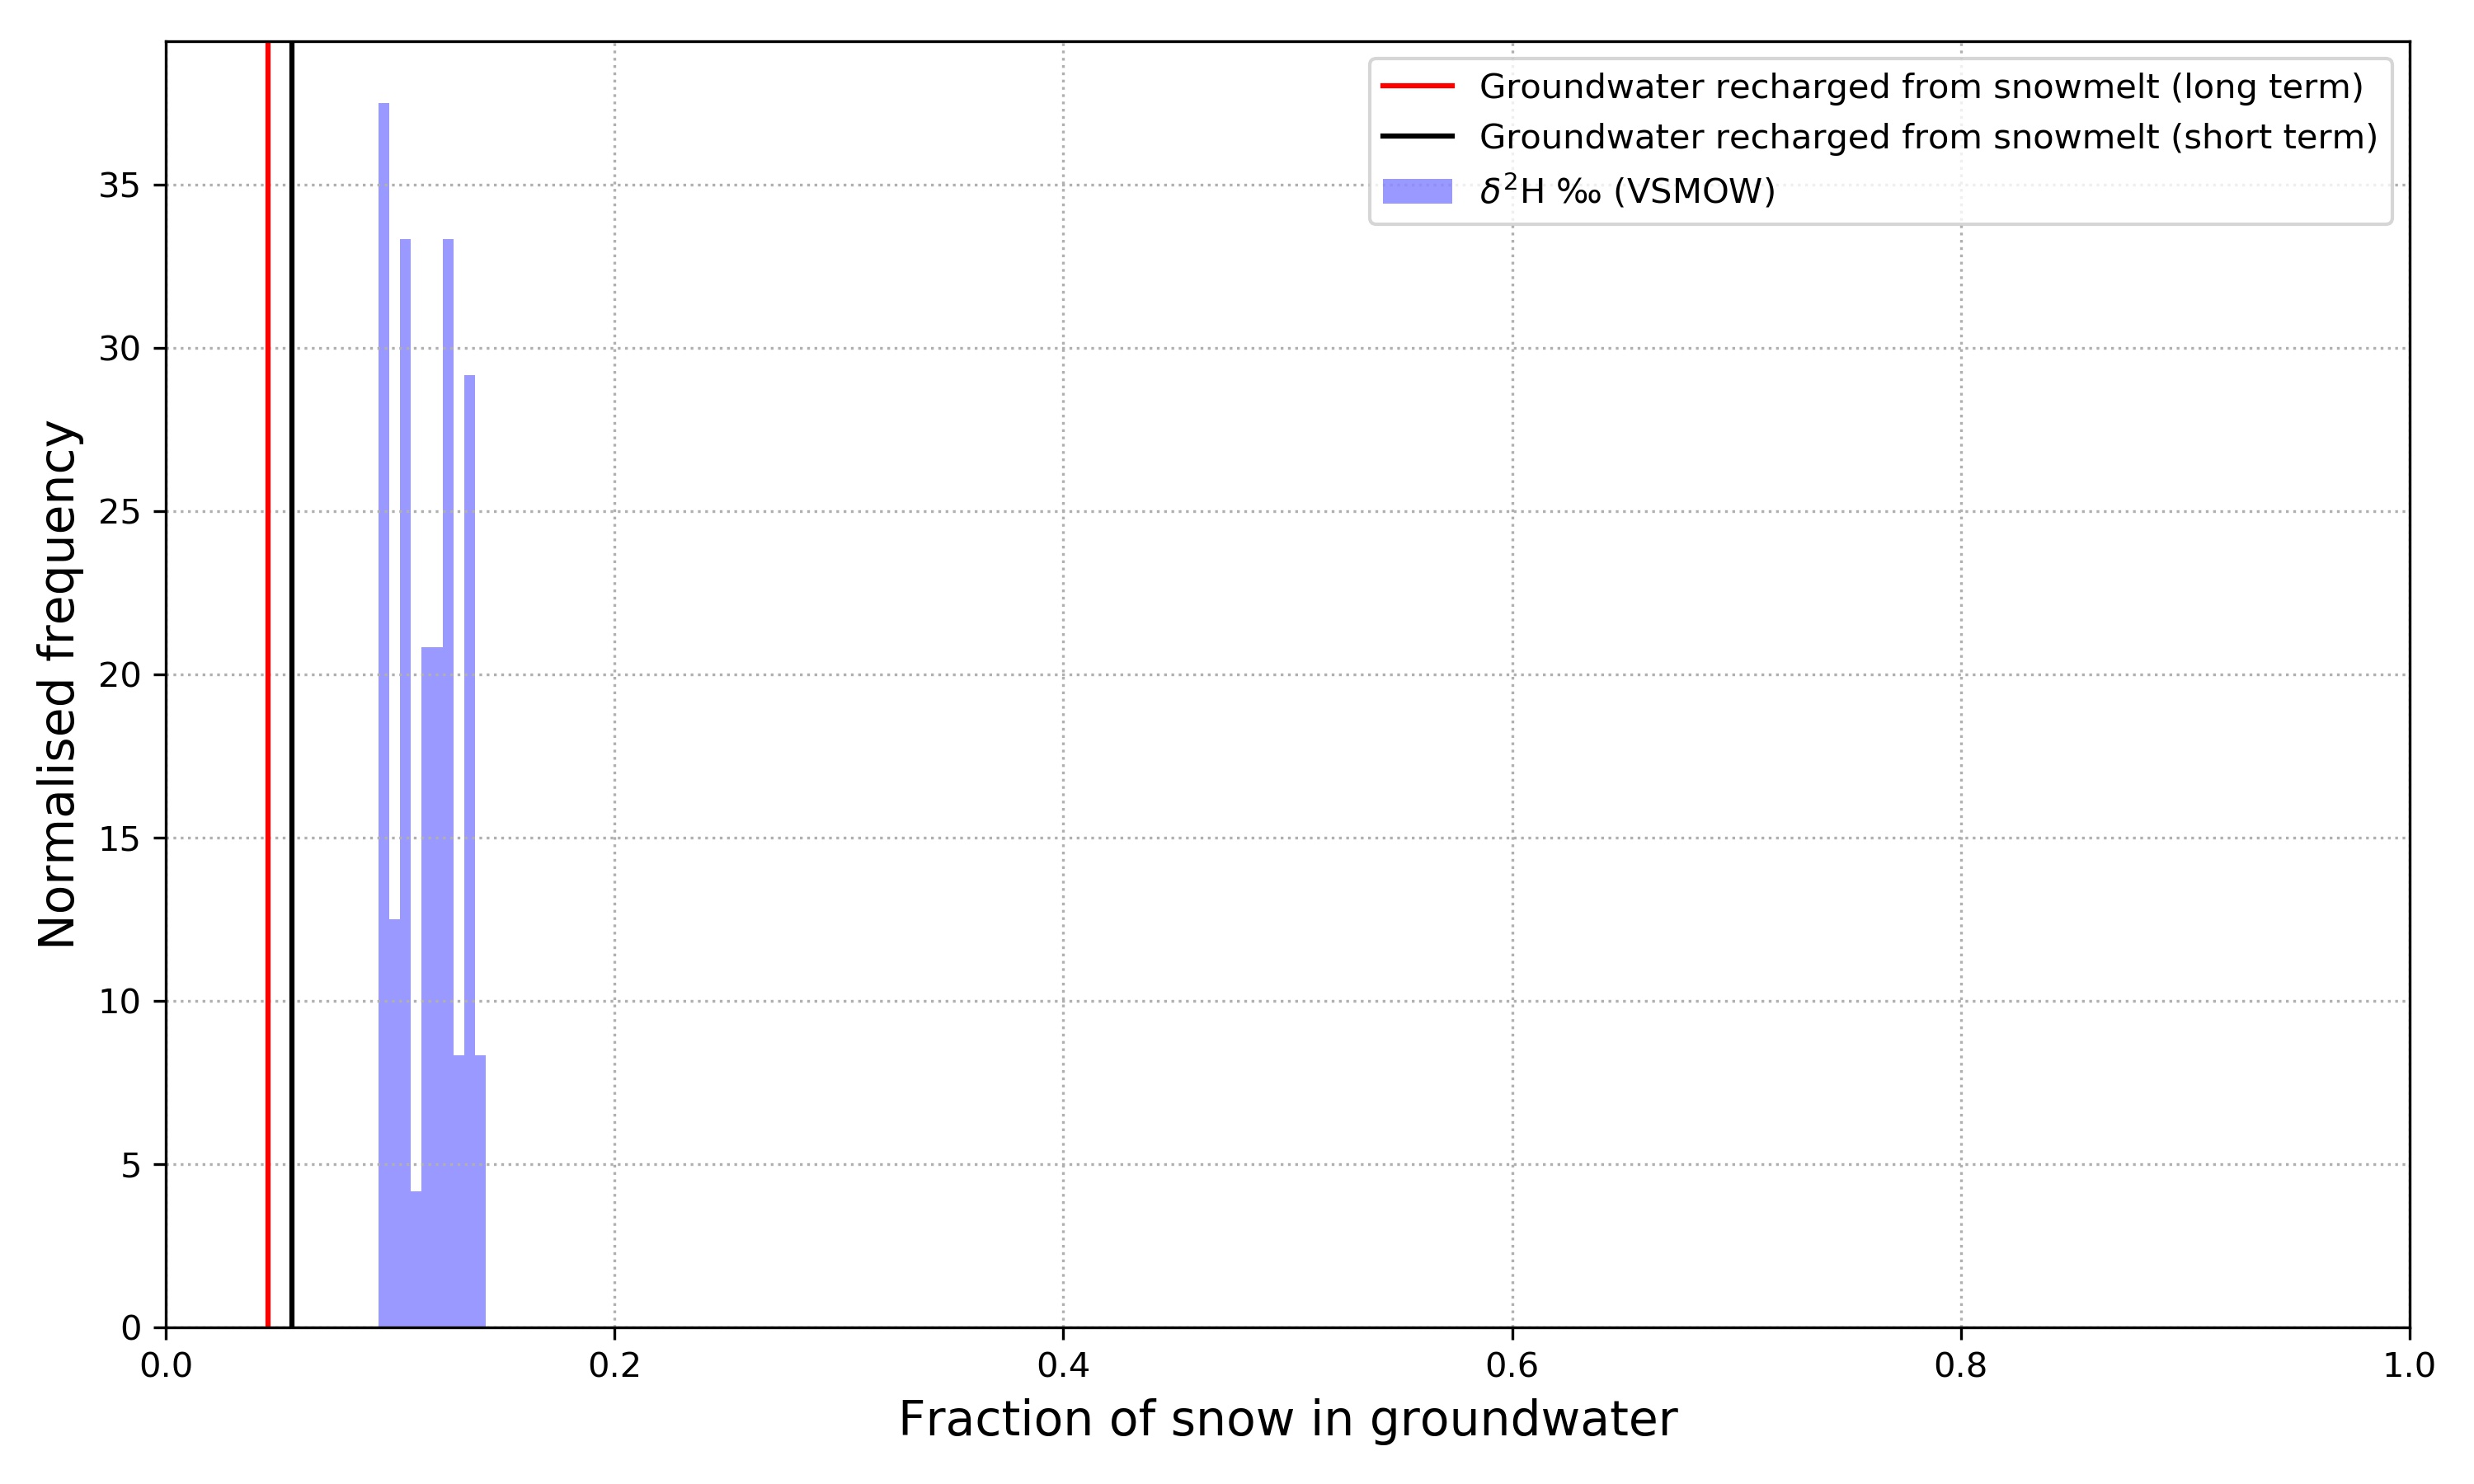 Groundwater recharged from snowmelt (long term)
Groundwater recharged from snowmelt (short term)
δ²H ‰ (VSMOW)
Normalised frequency
35
30
25
20
15
10
5
0
0.0 0.2 0.4 0.6 0.8 1.0
Fraction of snow in groundwater